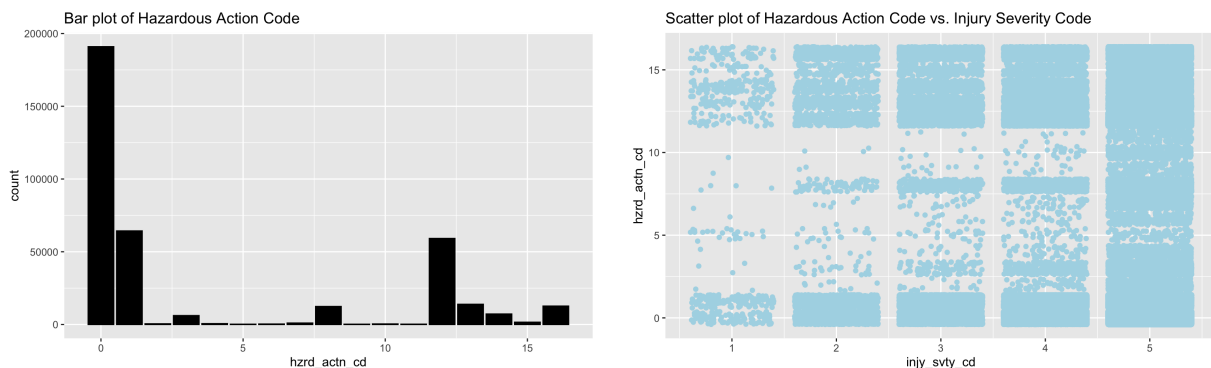 Bar plot of Hazardous Action Code
200000
150000
100000
50000
0
count
0 5 10 15
hzrd_actn_cd
Scatter plot of Hazardous Action Code vs. Injury Severity Code
15
10
5
0
hzrd_actn_cd
1 2 3 4 5
injy_svty_cd